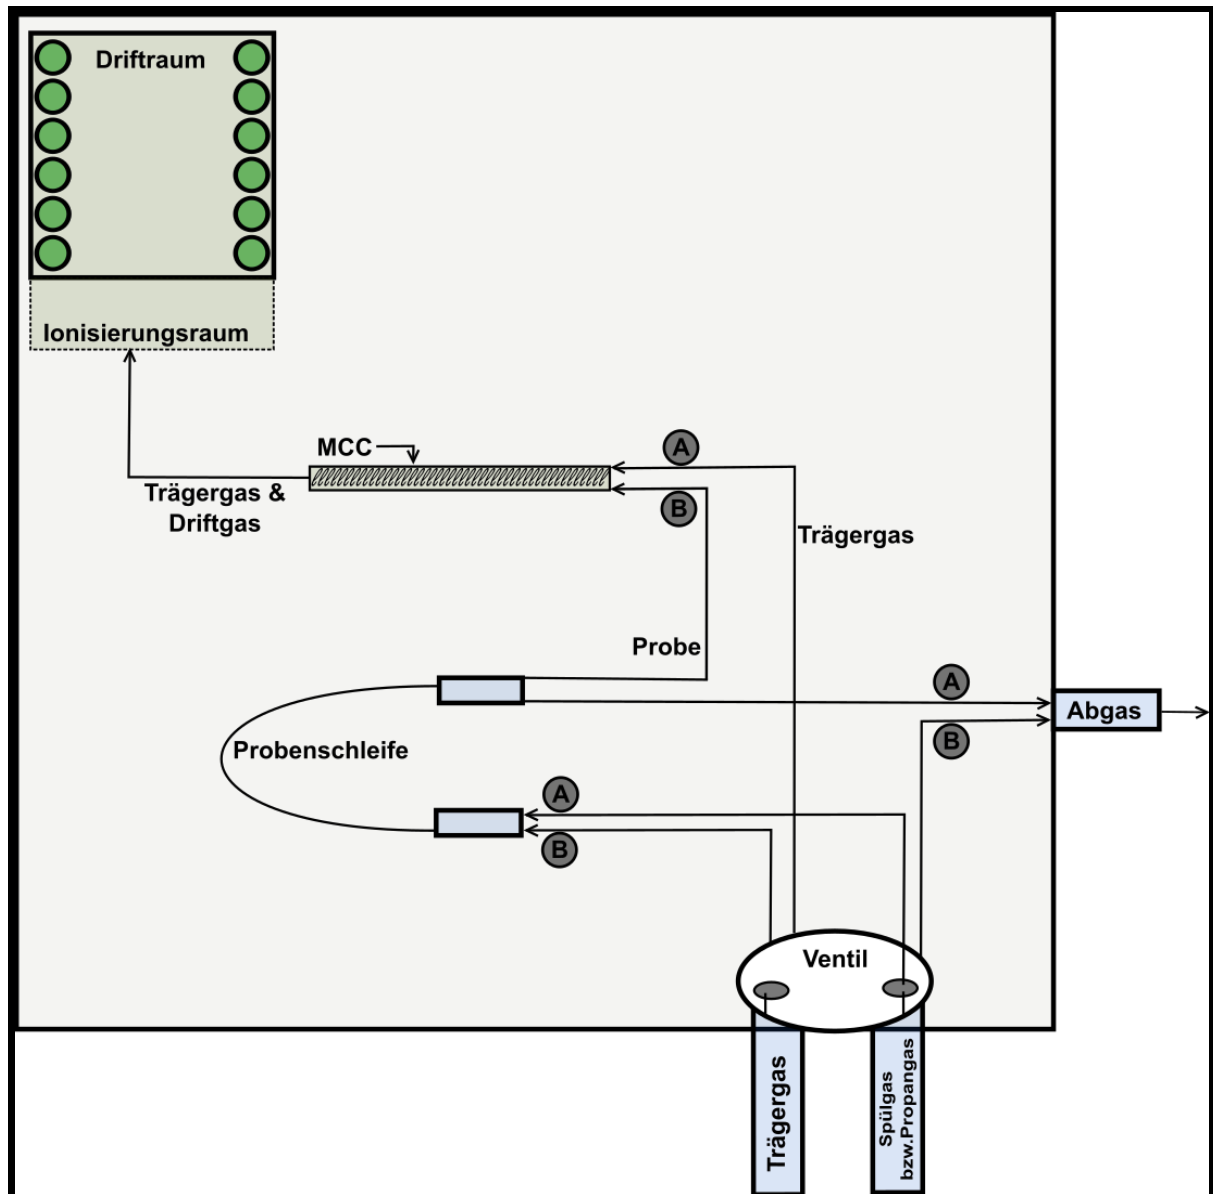 Driftraum
Ionisierungsraum
MCC
A
Trägergas &
Driftgas
B
Trägergas
Probe
A
Abgas
B
Probenschleife
A
B
Ventil
Trägergas
Spülgas
bzw.Propangas